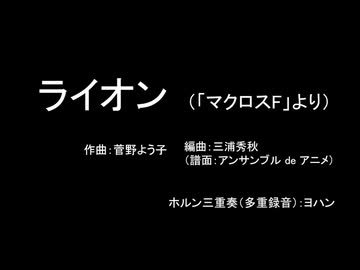 ライオン （「マクロスF」より）
作曲：菅野よう子 編曲：三浦秀秋
（譜面：アンサンブル de アニメ）
ホルン三重奏（多重録音）：ヨハン